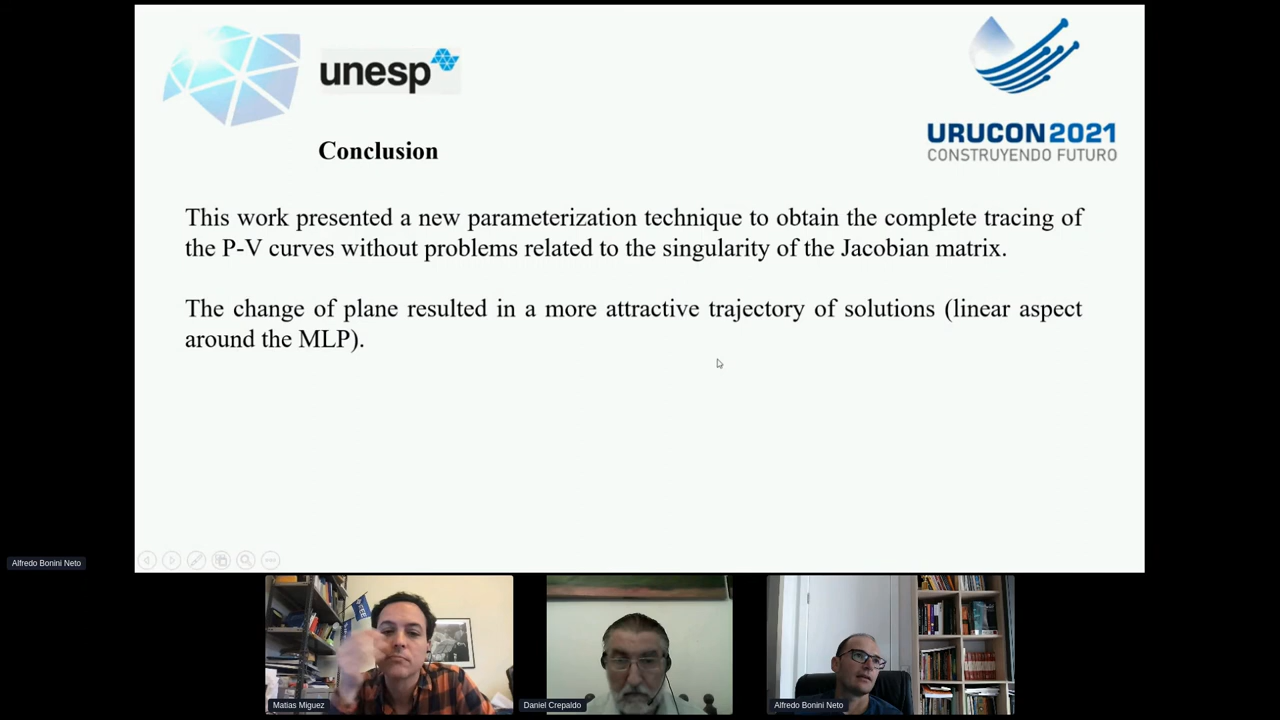 unesp
URUCON2021
CONSTRUYENDO FUTURO
Conclusion
This work presented a new parameterization technique to obtain the complete tracing of
the P-V curves without problems related to the singularity of the Jacobian matrix.
The change of plane resulted in a more attractive trajectory of solutions (linear aspect
around the MLP).
Alfredo Bonini Neto
Matias Miguez
Daniel Crepaldo
Alfredo Bonini Neto